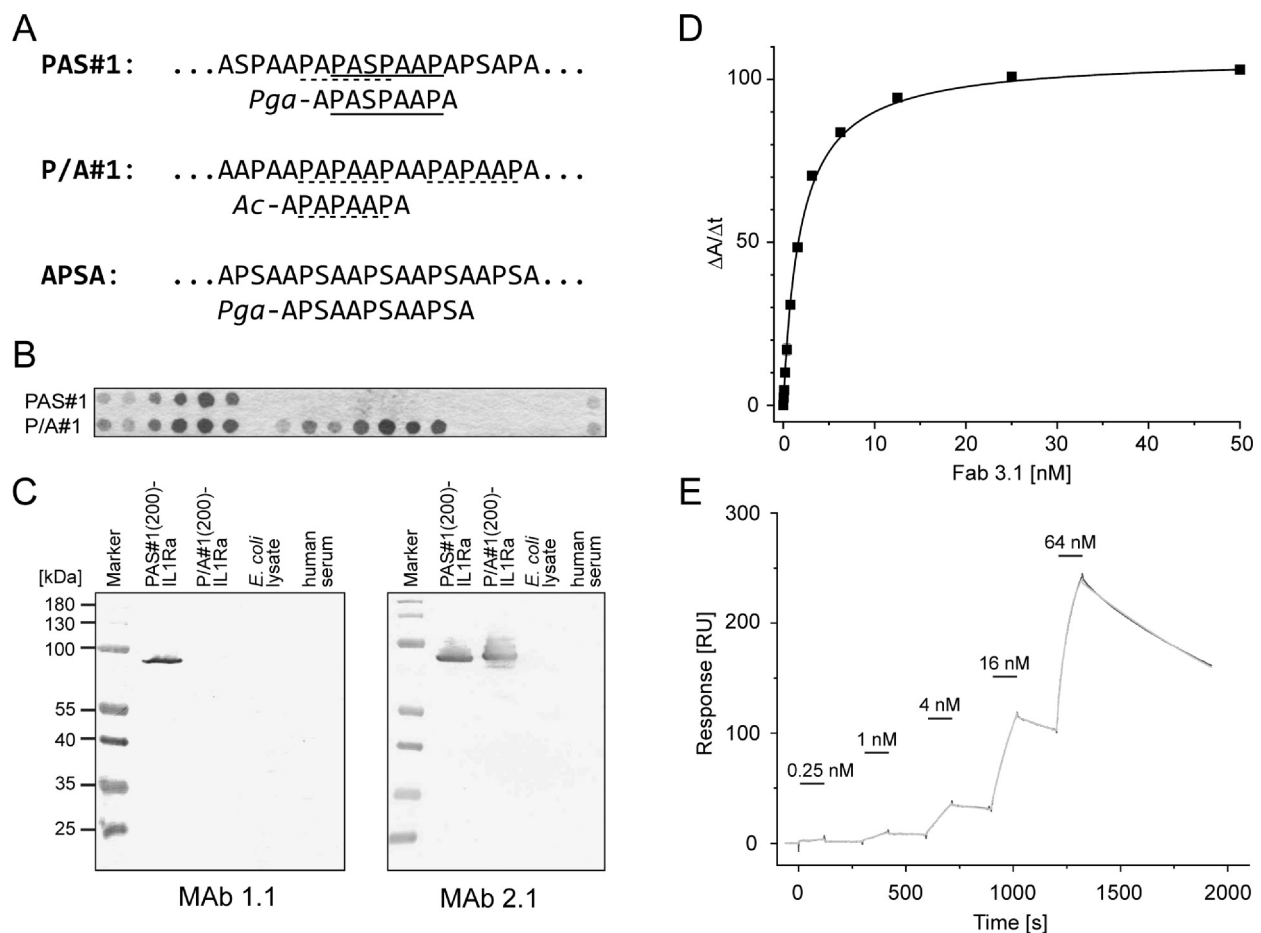 A
PAS#1: ...ASPAAPAPASPAAPAPSAPA...
Pga-APASPAAPA
P/A#1: ...AAPAAPAPAAPAAPAPAAPA...
Ac-APAPAAPA
APSA: ...APSAAPSAAPSAAPSAAPSA...
Pga-APSAAPSAAPSA
B
PAS#1
P/A#1
C
[kDa]
Marker
PAS#1(200)-
IL1Ra
P/A#1(200)-
IL1Ra
E. coli
lysate
human
serum
180
130
100
55
40
35
25
MAb 1.1
Marker
PAS#1(200)-
IL1Ra
P/A#1(200)-
IL1Ra
E. coli
lysate
human
serum
MAb 2.1
D
ΔA/Δt
100
50
0
0 10 20 30 40 50
Fab 3.1 [nM]
E
Response [RU]
300
200
100
0
0.25 nM
1 nM
4 nM
16 nM
64 nM
0 500 1000 1500 2000
Time [s]